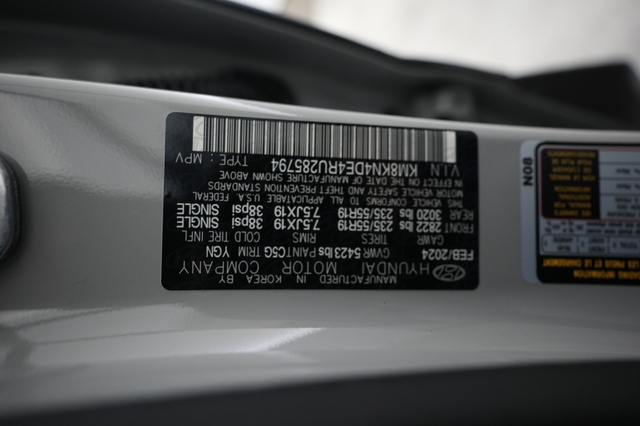 MANUFACTURED IN KOREA BY
HYUNDAI MOTOR COMPANY
FEB/2024 GVWR 5423 lbs PAINT C5G TRIM YGN
GAWR TIRES RIMS COLD TIRE INFL
FRONT 2822 lbs 235/55R19 7.5JX19 38psi SINGLE
REAR 3020 lbs 235/55R19 7.5JX19 38psi SINGLE
THIS MOTOR VEHICLE CONFORMS TO ALL APPLICABLE U.S.A. FEDERAL
MOTOR VEHICLE SAFETY AND THEFT PREVENTION STANDARDS
IN EFFECT ON THE DATE OF MANUFACTURE SHOWN ABOVE
V.I.N. KM8KN4DE4RU285794 TYPE : MPV
N08